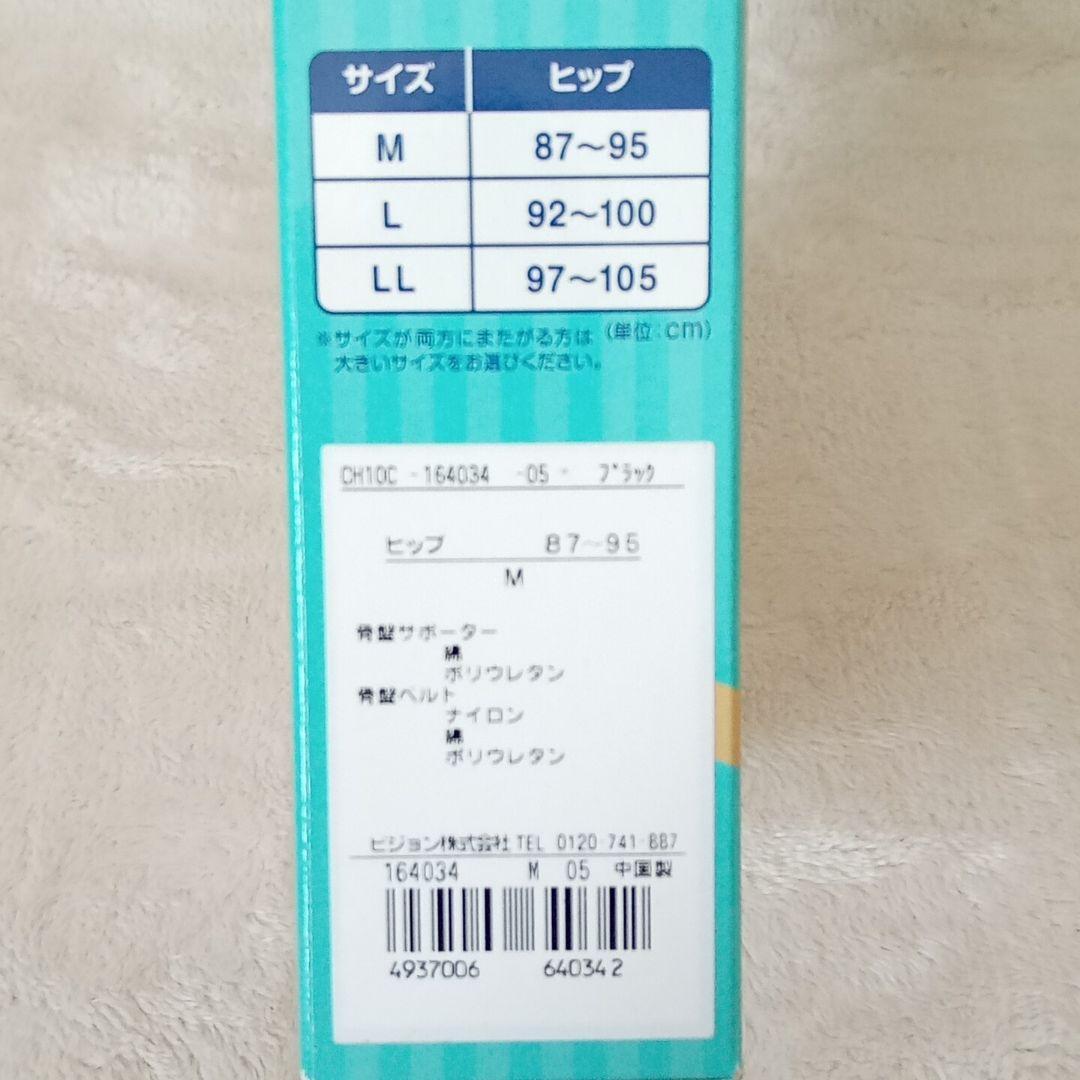 サイズ ヒップ
M 87〜95
L 92〜100
LL 97〜105
※サイズが両方にまたがる方は (単位:cm)
大きいサイズをお選びください。
CH10C -164034 -05- ブラック
ヒップ 87〜95
M
骨盤サポーター
綿
ポリウレタン
骨盤ベルト
ナイロン
綿
ポリウレタン
ピジョン株式会社 TEL 0120-741-887
164034 M 05 中国製
4937006 640342